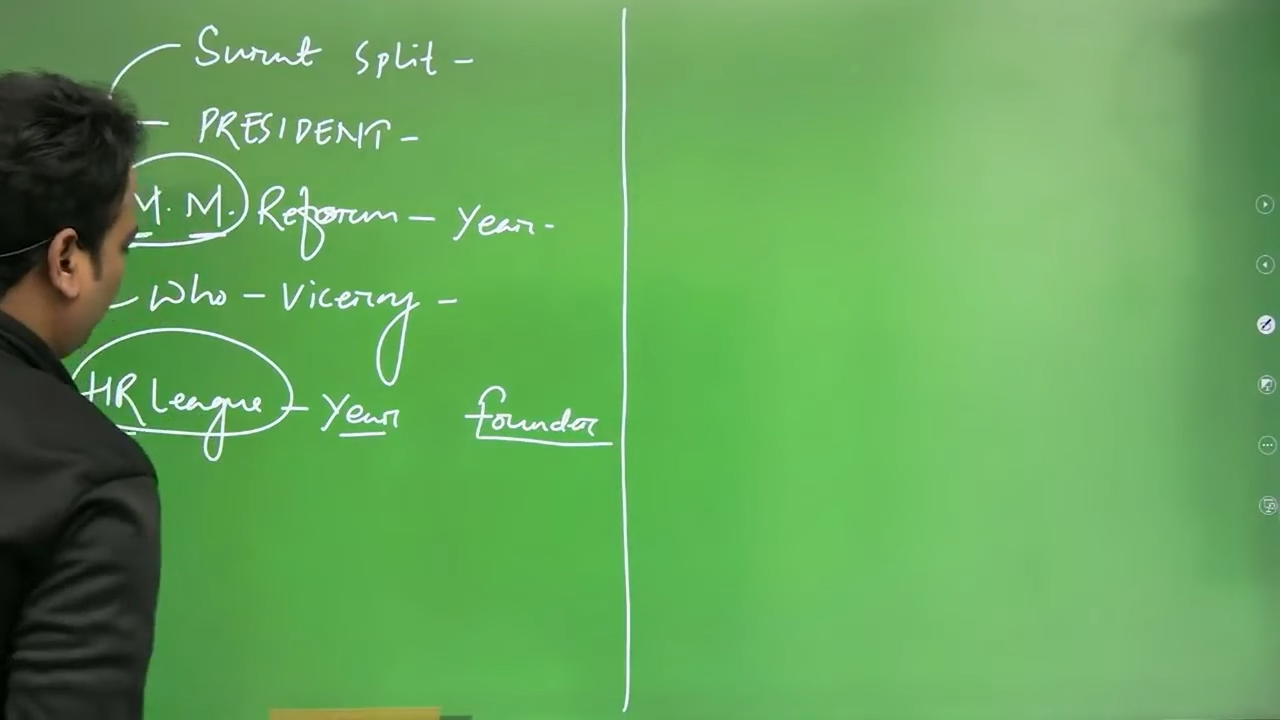 Surat Split -
- PRESIDENT -
M. M. Reform - Year -
- Who - Viceroy -
HR League - Year founder